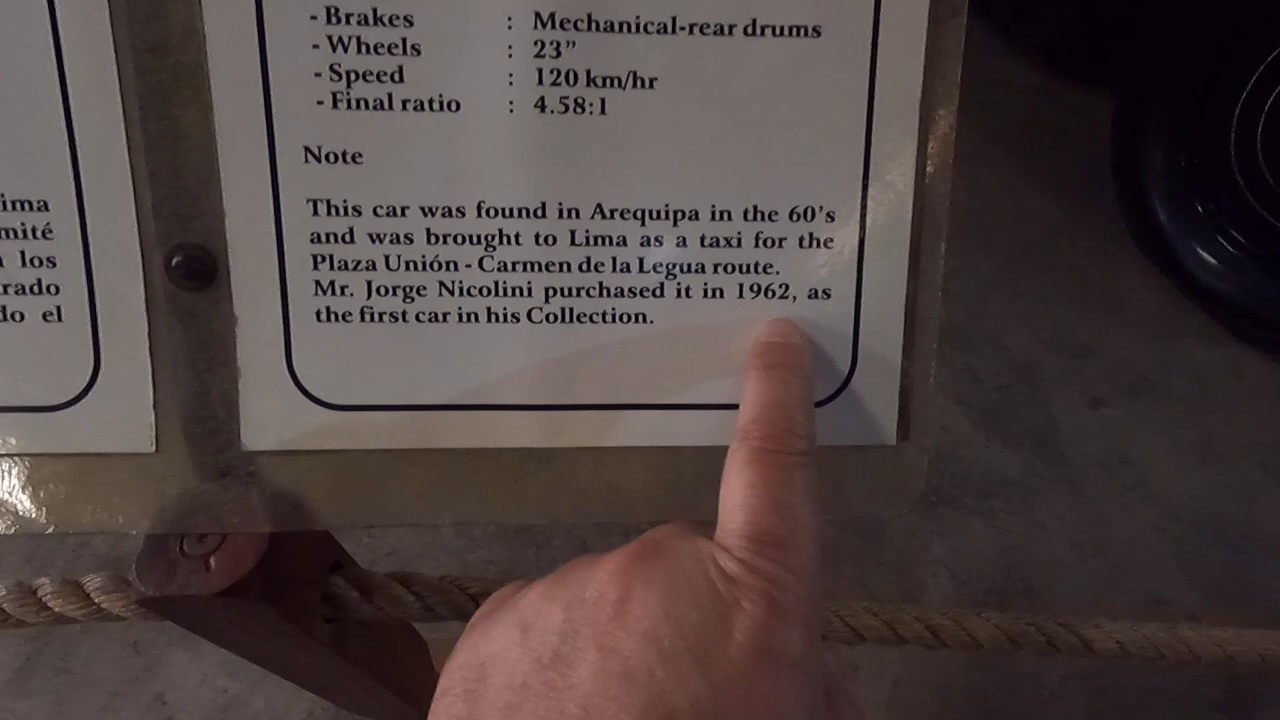 - Brakes : Mechanical-rear drums
- Wheels : 23”
- Speed : 120 km/hr
- Final ratio : 4.58:1
Note
This car was found in Arequipa in the 60's
and was brought to Lima as a taxi for the
Plaza Unión - Carmen de la Legua route.
Mr. Jorge Nicolini purchased it in 1962, as
the first car in his Collection.
los
do el